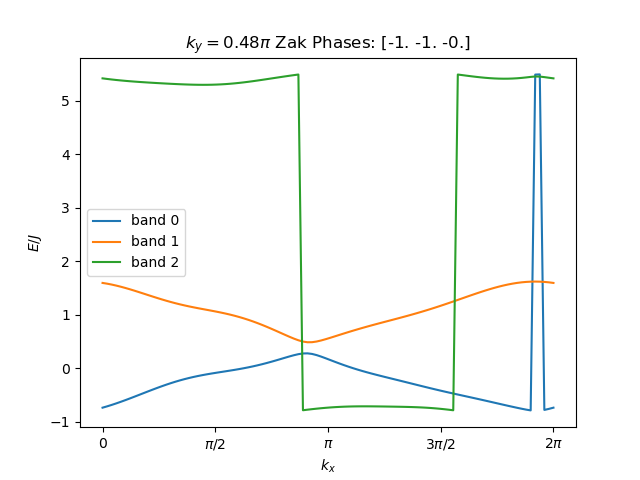 $k_y = 0.48\pi$ Zak Phases: [-1. -1. -0.]
5
4
3
2
1
0
−1
E/J
band 0
band 1
band 2
0
π/2
π
3π/2
2π
$k_x$